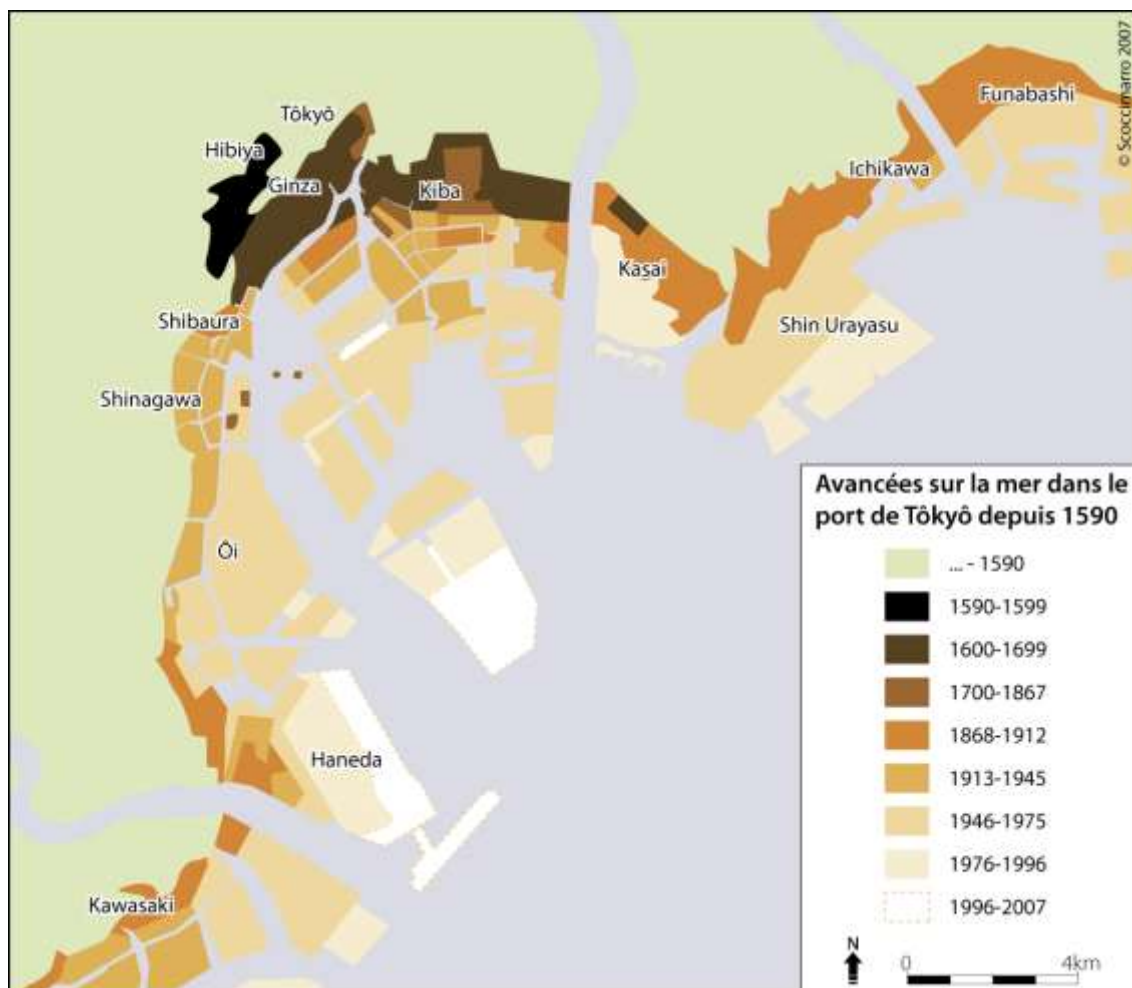 © Scoccimarro 2007
Funabashi
Tôkyô
Hibiya
Ichikawa
Ginza
Kiba
Kasai
Shibaura
Shin Urayasu
Shinagawa
Ôi
Haneda
Kawasaki
Avancées sur la mer dans le
port de Tôkyô depuis 1590
... - 1590
1590-1599
1600-1699
1700-1867
1868-1912
1913-1945
1946-1975
1976-1996
1996-2007
N
0 4km